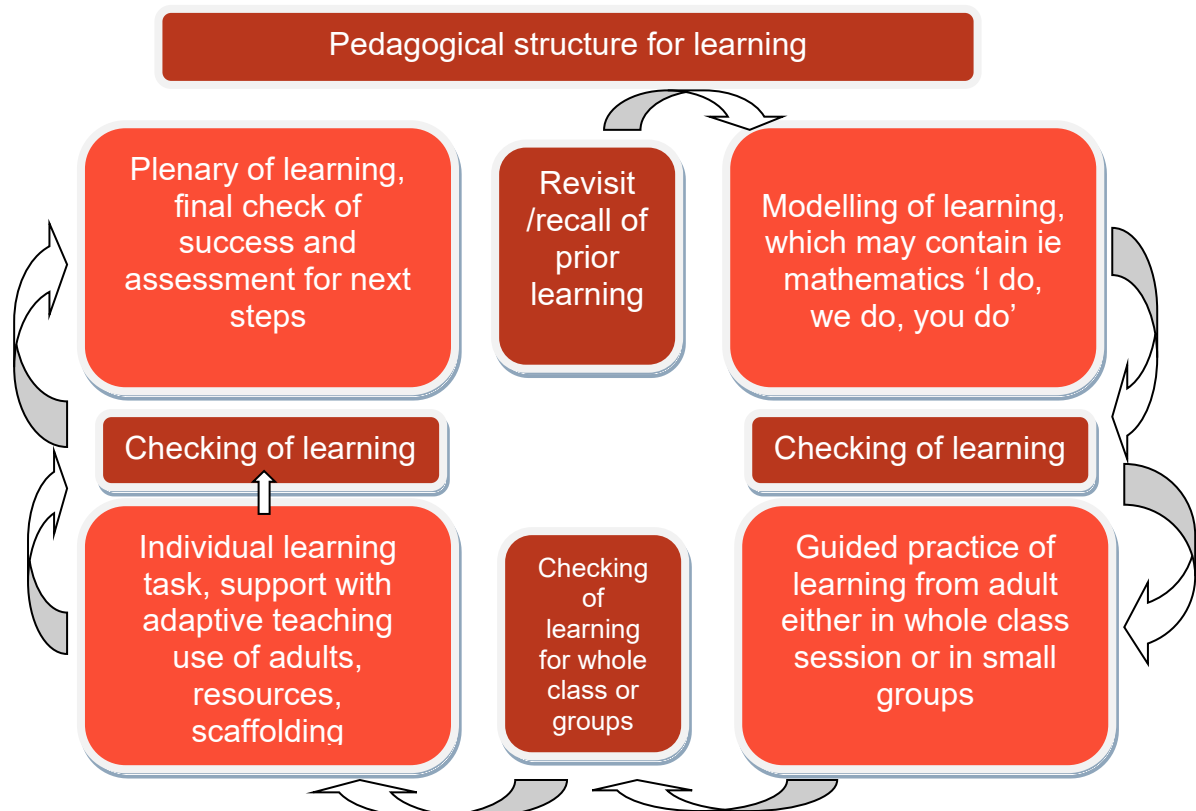 Pedagogical structure for learning
Revisit
/recall of
prior
learning
Modelling of learning,
which may contain ie
mathematics ‘I do,
we do, you do’
Checking of learning
Guided practice of
learning from adult
either in whole class
session or in small
groups
Checking
of
learning
for whole
class or
groups
Individual learning
task, support with
adaptive teaching
use of adults,
resources,
scaffolding
Checking of learning
Plenary of learning,
final check of
success and
assessment for next
steps